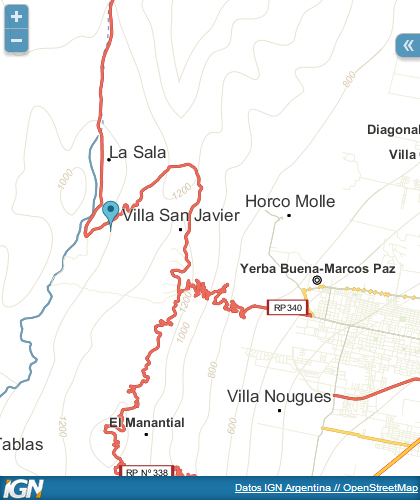 +
−
«
800
Diagonal
La Sala
Villa
1000
1200
Horco Molle
Villa San Javier
Yerba Buena-Marcos Paz
RP340
1200
1000
800
Villa Nougues
1200
600
El Manantial
Tablas
RP Nº 338
IGN
Datos IGN Argentina // OpenStreetMap